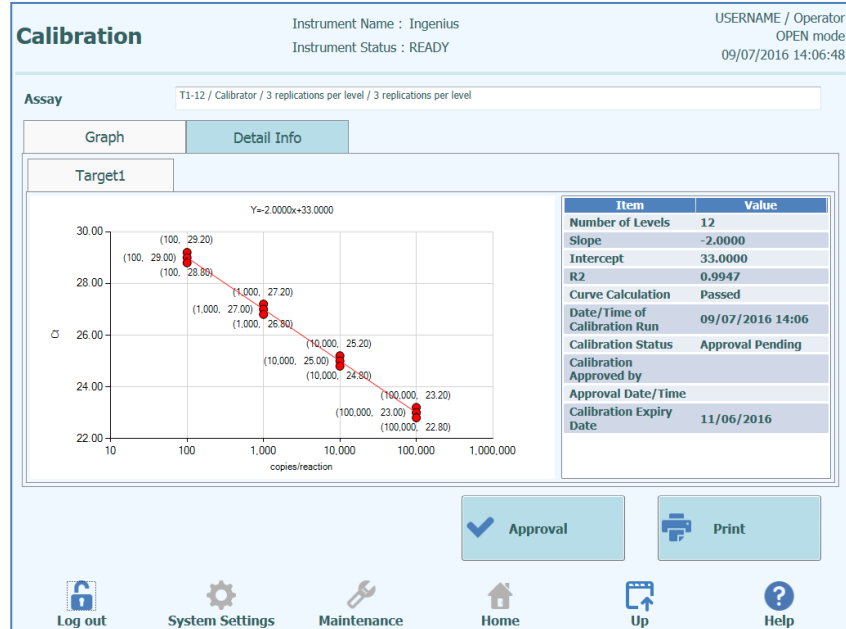 Calibration
Instrument Name : Ingenius
Instrument Status : READY
USERNAME / Operator
OPEN mode
09/07/2016 14:06:48
Assay
T1-12 / Calibrator / 3 replications per level / 3 replications per level
Graph
Detail Info
Target1
Y=-2.0000x+33.0000
30.00
28.00
26.00
24.00
22.00
Ct
(100, 29.20)
(100, 29.00)
(100, 28.80)
(1,000, 27.20)
(1,000, 27.00)
(1,000, 26.80)
(10,000, 25.20)
(10,000, 25.00)
(10,000, 24.80)
(100,000, 23.20)
(100,000, 23.00)
(100,000, 22.80)
10 100 1,000 10,000 100,000 1,000,000
copies/reaction
Item Value
Number of Levels 12
Slope -2.0000
Intercept 33.0000
R2 0.9947
Curve Calculation Passed
Date/Time of
Calibration Run 09/07/2016 14:06
Calibration Status Approval Pending
Calibration
Approved by
Approval Date/Time
Calibration Expiry
Date 11/06/2016
Approval
Print
Log out
System Settings
Maintenance
Home
Up
Help